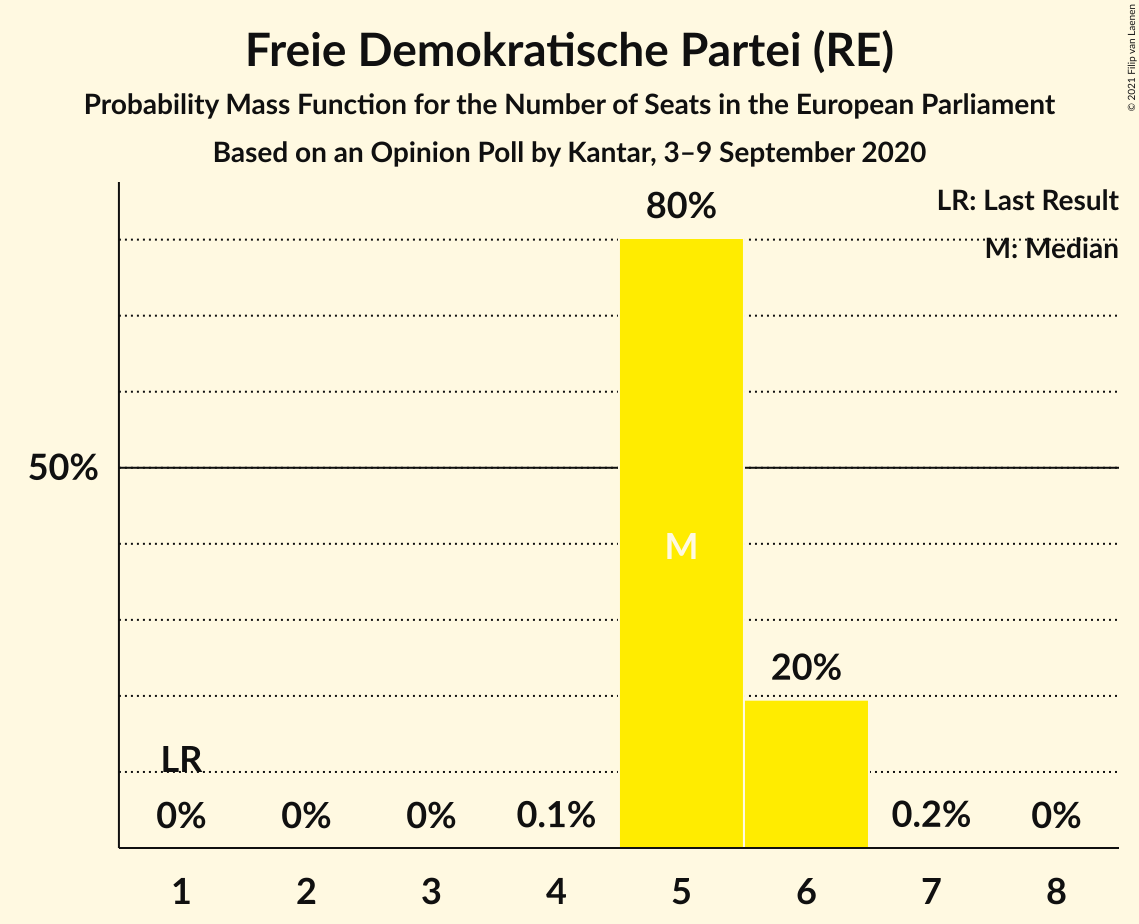 Freie Demokratische Partei (RE)
Probability Mass Function for the Number of Seats in the European Parliament
Based on an Opinion Poll by Kantar, 3–9 September 2020
© 2021 Filip van Laenen
LR: Last Result
M: Median
80%
50%
M
20%
LR
0%
0%
0%
0.1%
0.2%
0%
1
2
3
4
5
6
7
8